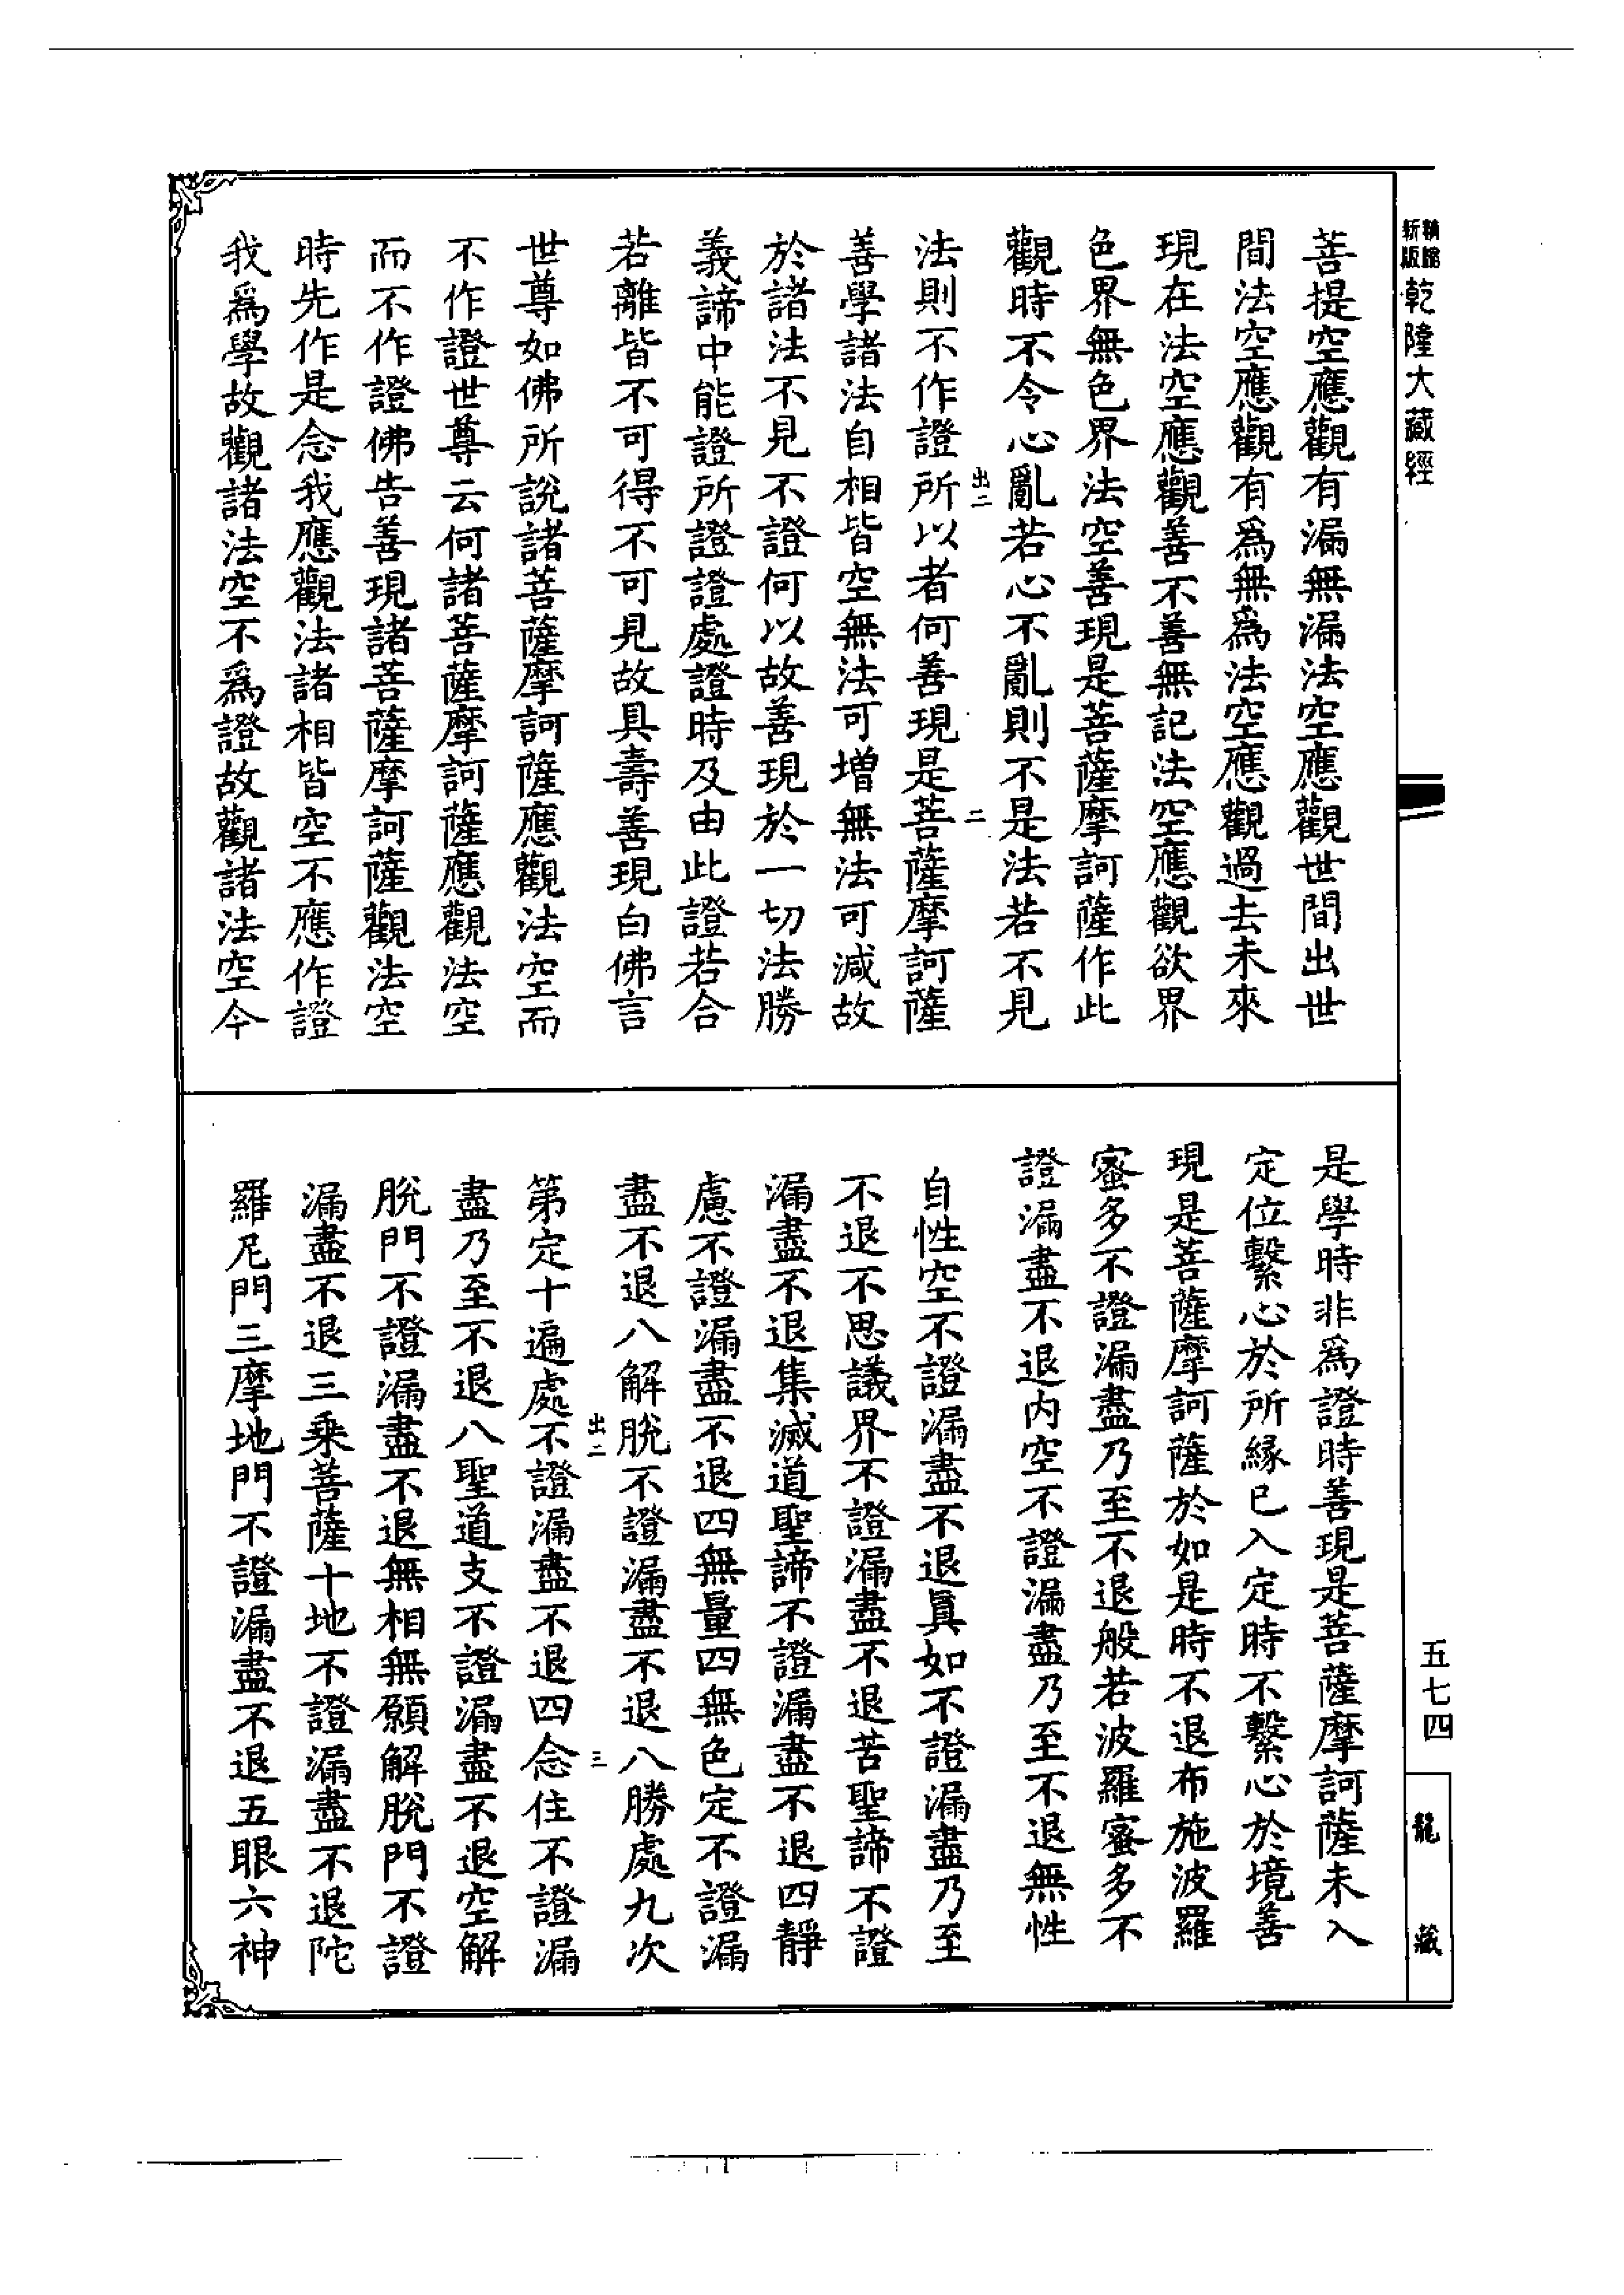 新版乾隆大藏經
菩提空應觀有漏無漏法空應觀世間出世
間法空應觀有爲無爲法空應觀過去未來
現在法空應觀善不善無記法空應觀欲界
色界無色界法空善現是菩薩摩訶薩作此
觀時不令心亂若心不亂則不是法若不見
法則不作證所以者何善現是菩薩摩訶薩
出二
二
善學諸法自相皆空無法可增無法可減故
於諸法不見不證何以故善現於一切法勝
義諦中能證所證證處證時及由此證若合
若離皆不可得不可見故具壽善現白佛言
世尊如佛所說諸菩薩摩訶薩應觀法空而
不作證世尊云何諸菩薩摩訶薩應觀法空
而不作證佛告善現諸菩薩摩訶薩觀法空
時先作是念我應觀法諸相皆空不應作證
我爲學故觀諸法空不爲證故觀諸法空今
是學時非爲證時善現是菩薩摩訶薩未入
定位繫心於所緣已入定時不繫心於境善
現是菩薩摩訶薩於如是時不退布施波羅
蜜多不證漏盡乃至不退般若波羅蜜多不
證漏盡不退內空不證漏盡乃至不退無性
自性空不證漏盡不退眞如不證漏盡乃至
不退不思議界不證漏盡不退苦聖諦不證
漏盡不退集滅道聖諦不證漏盡不退四靜
慮不證漏盡不退四無量四無色定不證漏
盡不退八解脫不證漏盡不退八勝處九次
出二
三
第定十遍處不證漏盡不退四念住不證漏
盡乃至不退八聖道支不證漏盡不退空解
脫門不證漏盡不退無相無願解脫門不證
漏盡不退三乘菩薩十地不證漏盡不退陀
羅尼門三摩地門不證漏盡不退五眼六神
五七四
龍藏